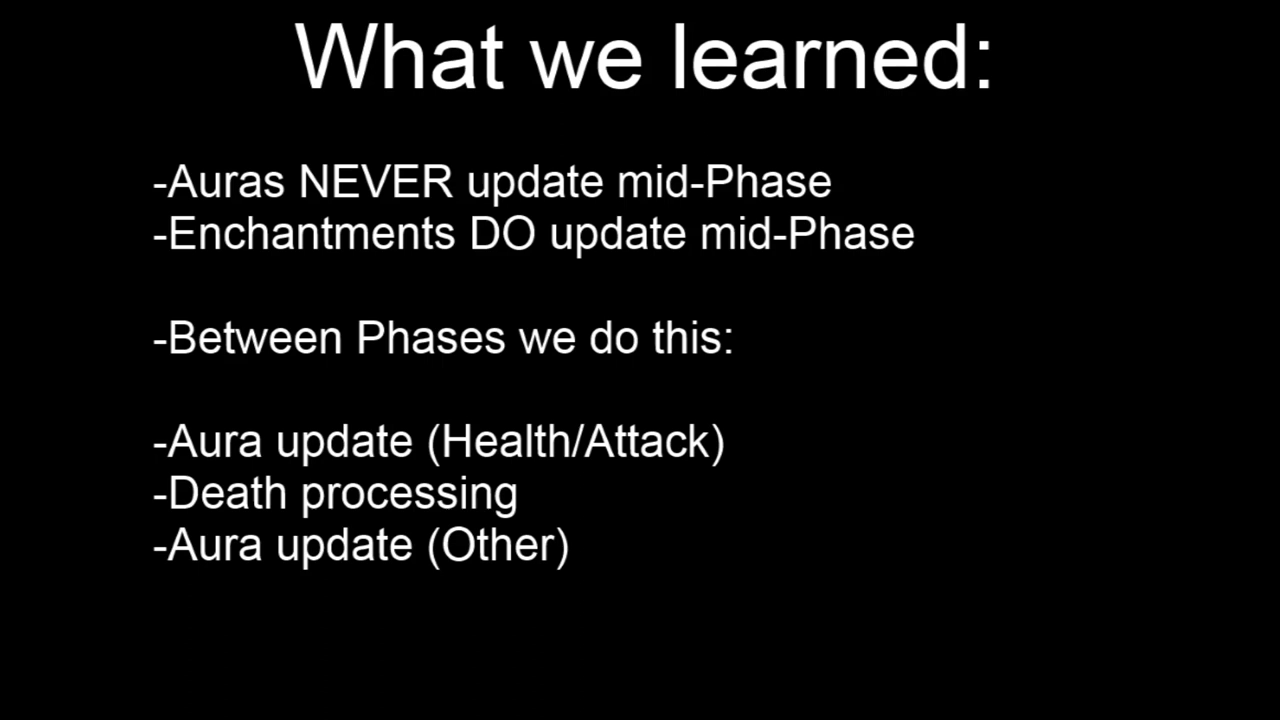 What we learned:
-Auras NEVER update mid-Phase
-Enchantments DO update mid-Phase
-Between Phases we do this:
-Aura update (Health/Attack)
-Death processing
-Aura update (Other)